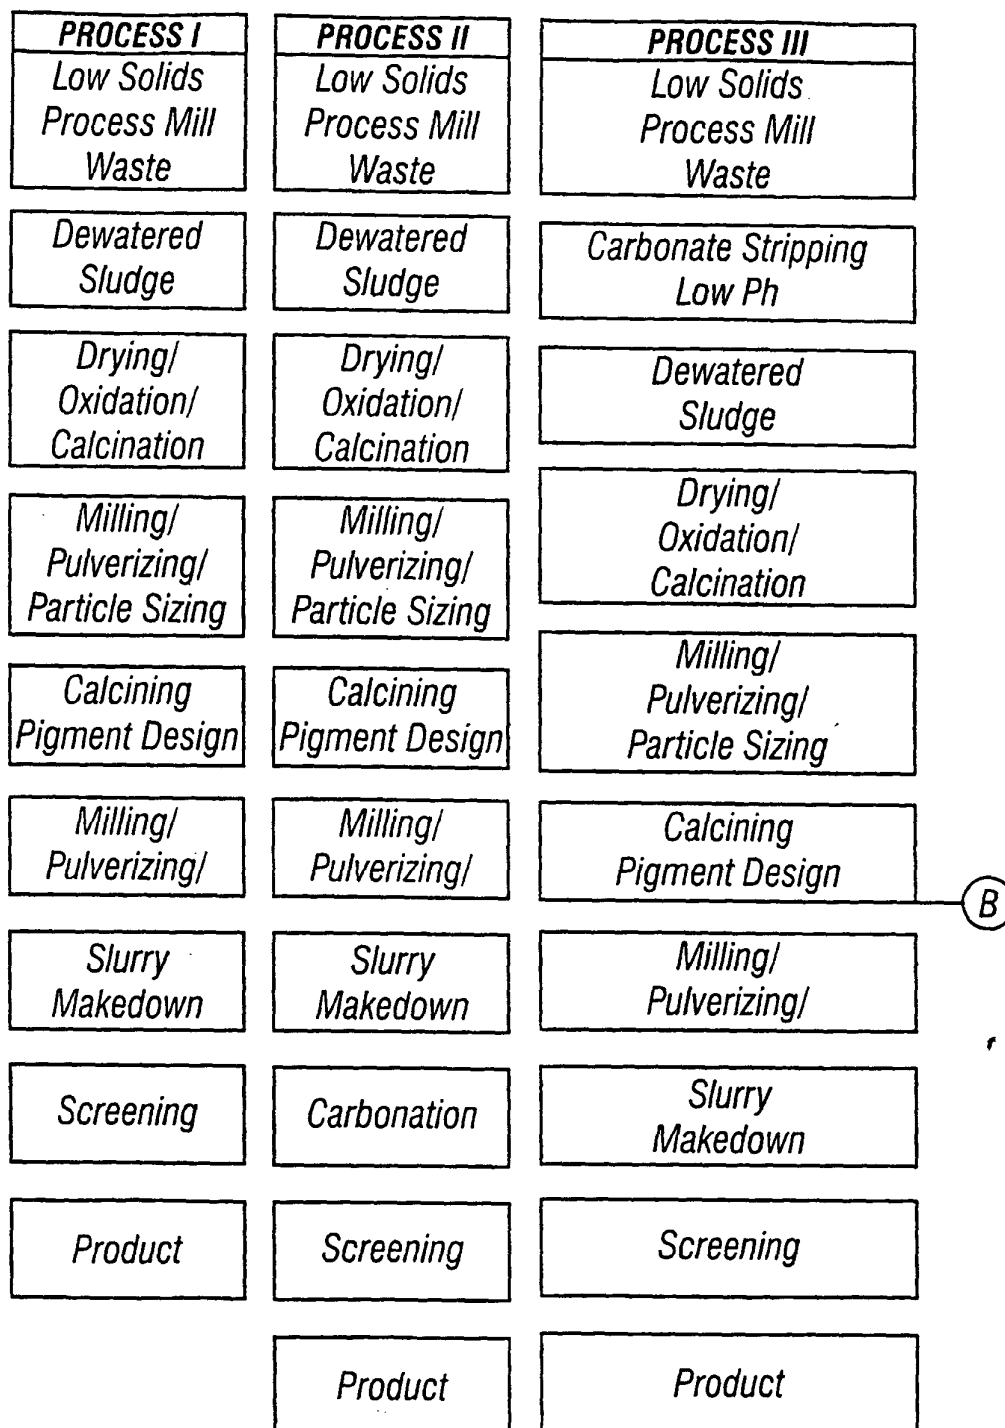 PROCESS I
Low Solids
Process Mill
Waste
Dewatered
Sludge
Drying/
Oxidation/
Calcination
Milling/
Pulverizing/
Particle Sizing
Calcining
Pigment Design
Milling/
Pulverizing/
Slurry
Makedown
Screening
Product
PROCESS II
Low Solids
Process Mill
Waste
Dewatered
Sludge
Drying/
Oxidation/
Calcination
Milling/
Pulverizing/
Particle Sizing
Calcining
Pigment Design
Milling/
Pulverizing/
Slurry
Makedown
Carbonation
Screening
Product
PROCESS III
Low Solids
Process Mill
Waste
Carbonate Stripping
Low Ph
Dewatered
Sludge
Drying/
Oxidation/
Calcination
Milling/
Pulverizing/
Particle Sizing
Calcining
Pigment Design
B
Milling/
Pulverizing/
Slurry
Makedown
Screening
Product